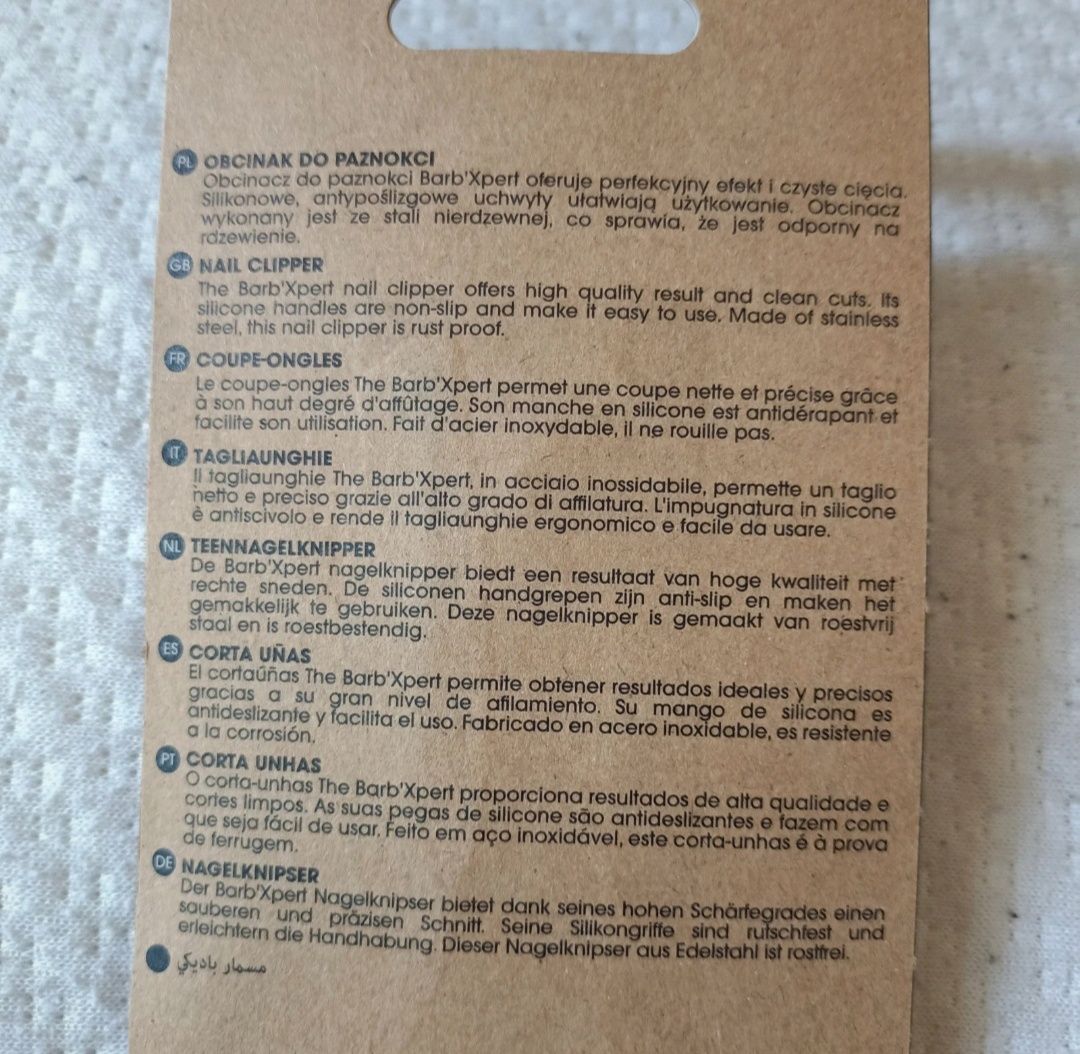 PL OBCINAK DO PAZNOKCI
Obcinacz do paznokci Barb'Xpert oferuje perfekcyjny efekt i czyste cięcia.
Silikonowe, antypoślizgowe uchwyty ułatwiają użytkowanie. Obcinacz
wykonany jest ze stali nierdzewnej, co sprawia, że jest odporny na
rdzewienie.
GB NAIL CLIPPER
The Barb'Xpert nail clipper offers high quality result and clean cuts. Its
silicone handles are non-slip and make it easy to use. Made of stainless
steel, this nail clipper is rust proof.
FR COUPE-ONGLES
Le coupe-ongles The Barb'Xpert permet une coupe nette et précise grâce
à son haut degré d'affûtage. Son manche en silicone est antidérapant et
facilite son utilisation. Fait d'acier inoxydable, il ne rouille pas.
IT TAGLIAUNGHIE
Il tagliaunghie The Barb'Xpert, in acciaio inossidabile, permette un taglio
netto e preciso grazie all'alto grado di affilatura. L'impugnatura in silicone
è antiscivolo e rende il tagliaunghie ergonomico e facile da usare.
NL TEENNAGELKNIPPER
De Barb'Xpert nagelknipper biedt een resultaat van hoge kwaliteit met
rechte sneden. De siliconen handgrepen zijn anti-slip en maken het
gemakkelijk te gebruiken. Deze nagelknipper is gemaakt van roestvrij
staal en is roestbestendig.
ES CORTA UÑAS
El cortaúñas The Barb'Xpert permite obtener resultados ideales y precisos
gracias a su gran nivel de afilamiento. Su mango de silicona es
antideslizante y facilita el uso. Fabricado en acero inoxidable, es resistente
a la corrosión.
PT CORTA UNHAS
O corta-unhas The Barb'Xpert proporciona resultados de alta qualidade e
cortes limpos. As suas pegas de silicone são antideslizantes e fazem com
que seja fácil de usar. Feito em aço inoxidável, este corta-unhas é à prova
de ferrugem.
DE NAGELKNIPSER
Der Barb'Xpert Nagelknipser bietet dank seines hohen Schärfegrades einen
sauberen und präzisen Schnitt. Seine Silikongriffe sind rutschfest und
erleichtern die Handhabung. Dieser Nagelknipser aus Edelstahl ist rostfrei.
مسمار باديكي